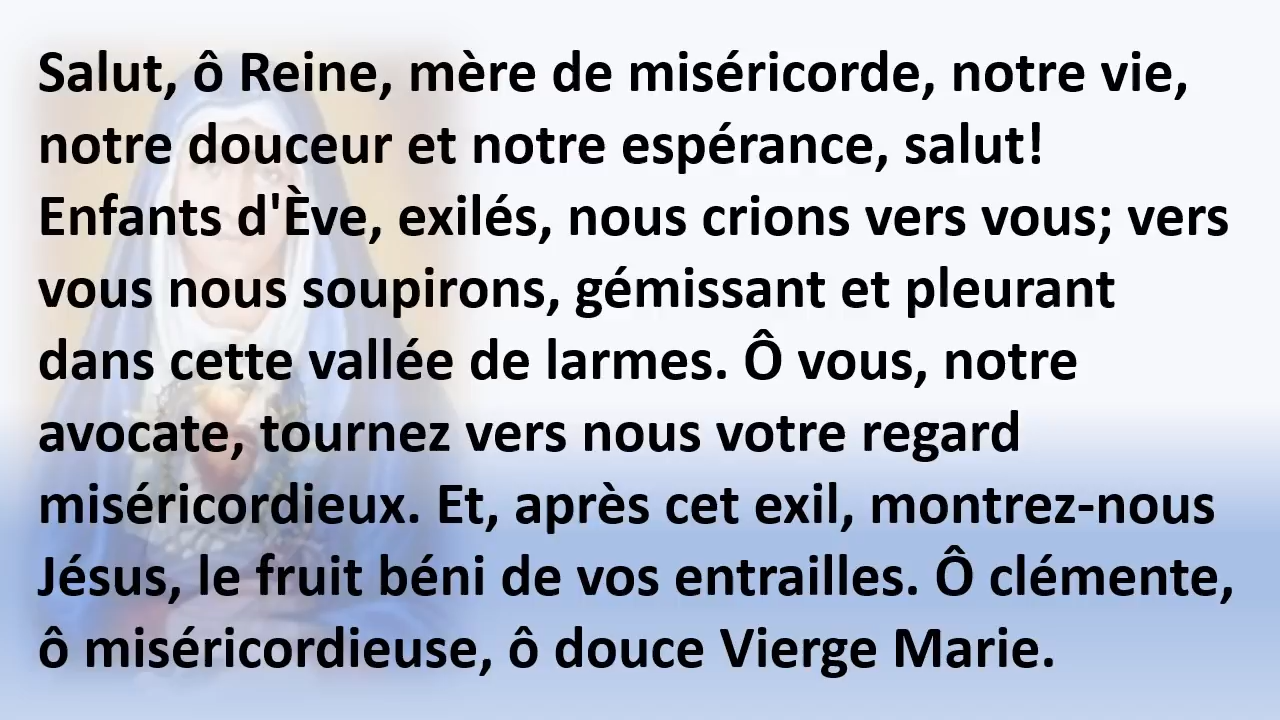 Salut, ô Reine, mère de miséricorde, notre vie,
notre douceur et notre espérance, salut!
Enfants d'Ève, exilés, nous crions vers vous; vers
vous nous soupirons, gémissant et pleurant
dans cette vallée de larmes. Ô vous, notre
avocate, tournez vers nous votre regard
miséricordieux. Et, après cet exil, montrez-nous
Jésus, le fruit béni de vos entrailles. Ô clémente,
ô miséricordieuse, ô douce Vierge Marie.